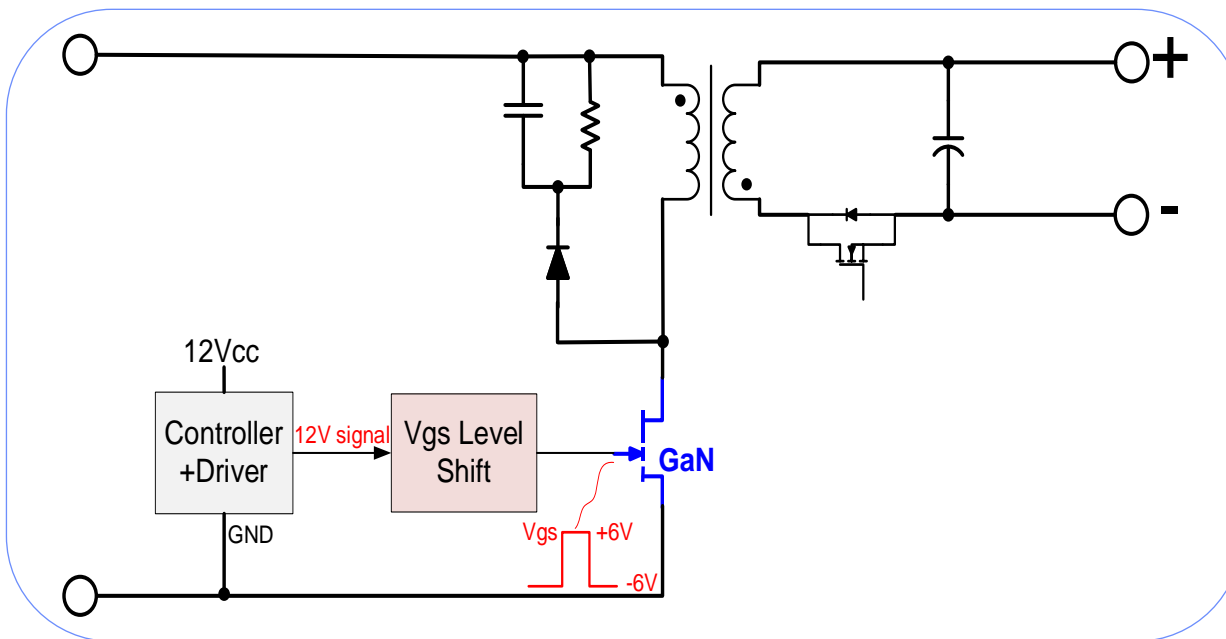 +
-
12Vcc
Controller
+Driver
12V signal
Vgs Level
Shift
GaN
GND
Vgs
+6V
-6V